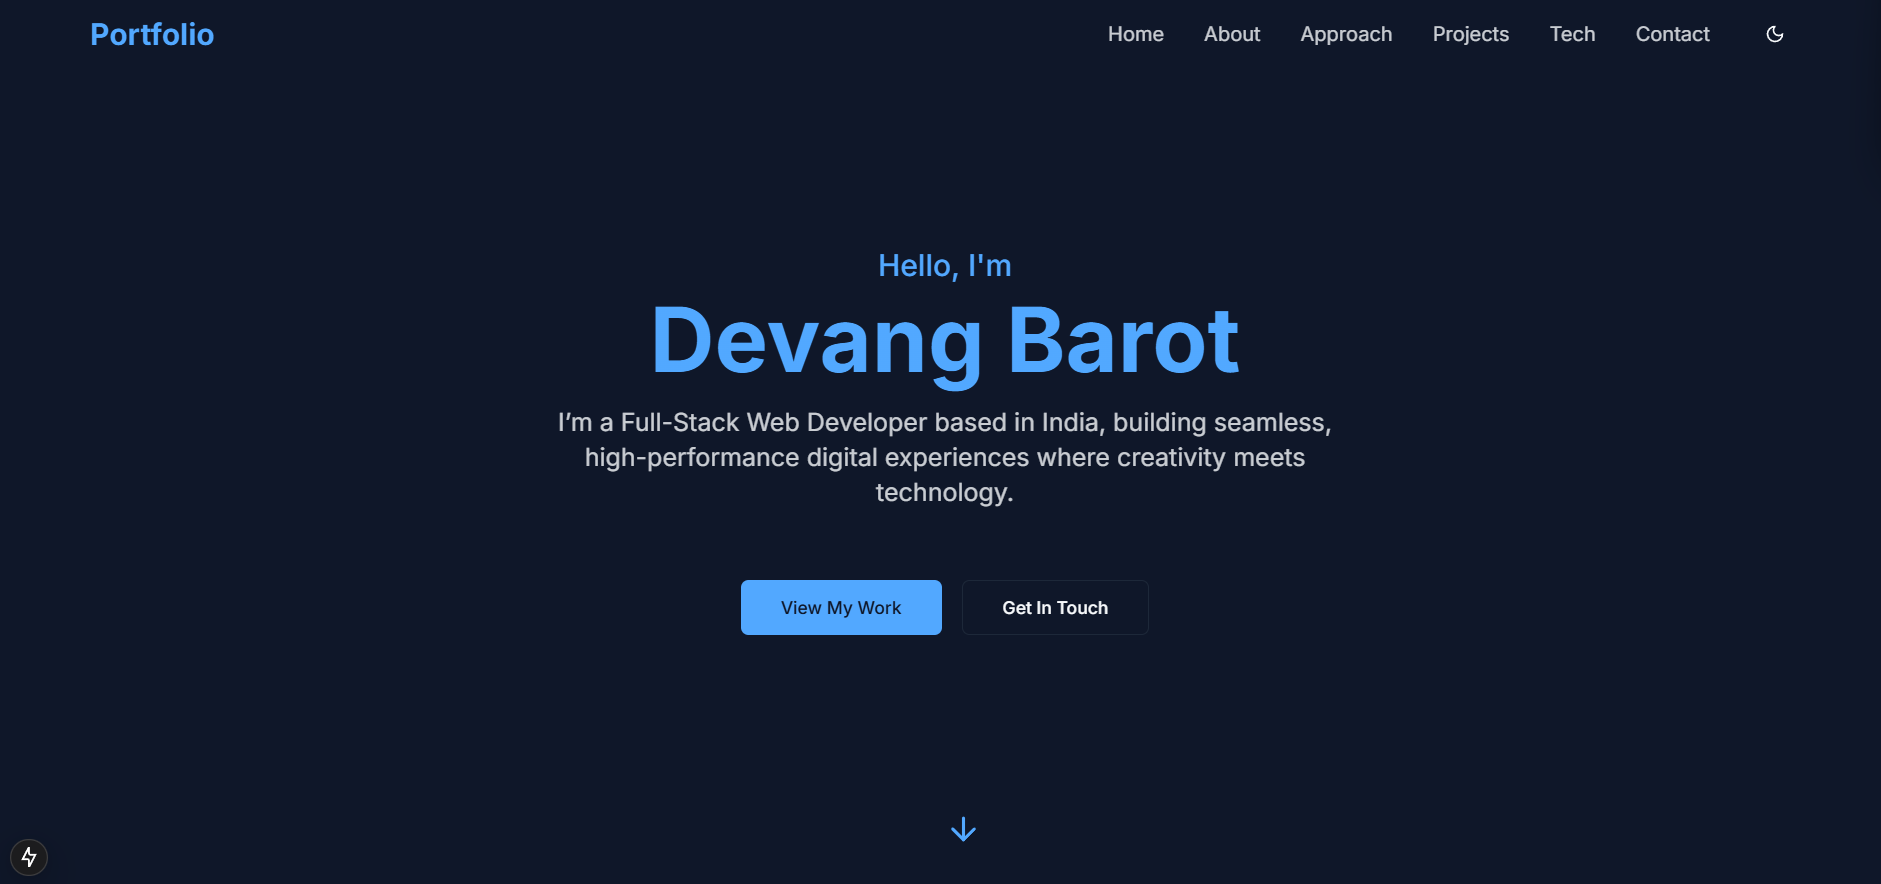 Portfolio
Home About Approach Projects Tech Contact
Hello, I'm
Devang Barot
I’m a Full-Stack Web Developer based in India, building seamless,
high-performance digital experiences where creativity meets
technology.
View My Work
Get In Touch